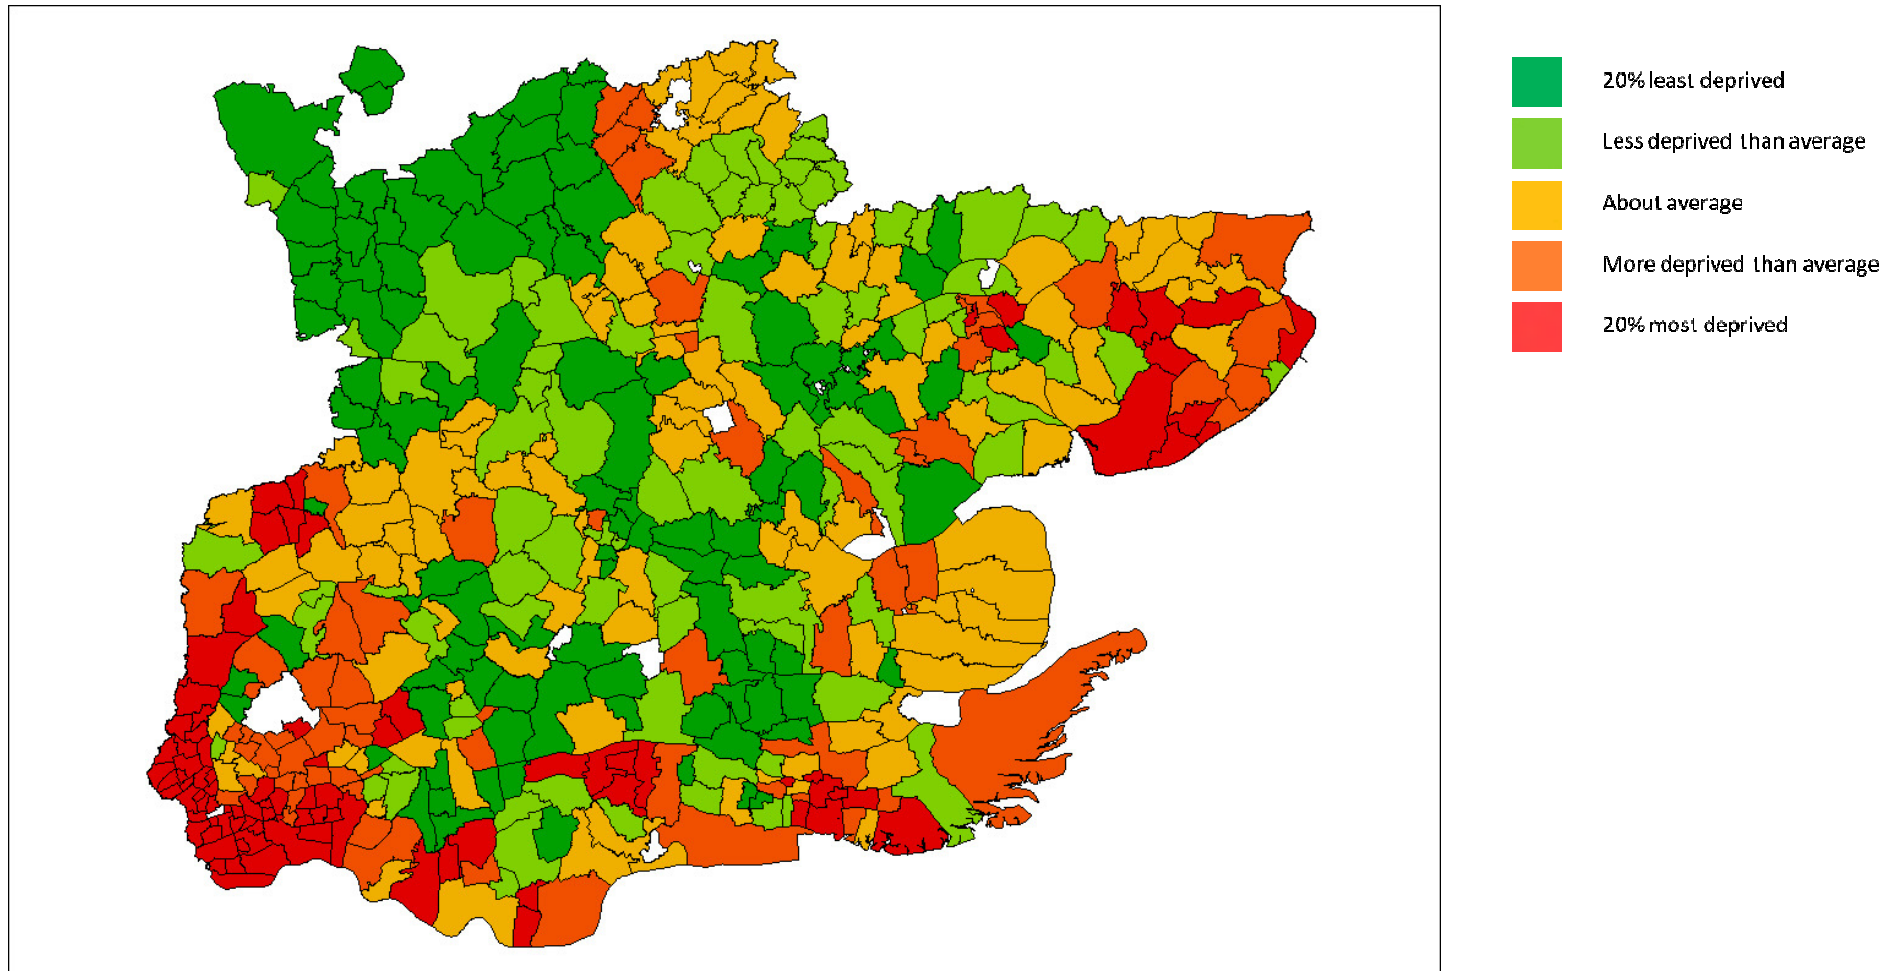 20% least deprived
Less deprived than average
About average
More deprived than average
20% most deprived